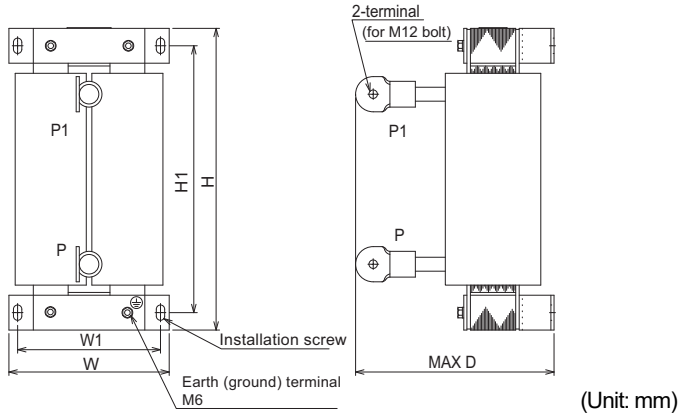 2-terminal
(for M12 bolt)
P1
P1
H1
H
P
P
W1
Installation screw
W
MAX D
Earth (ground) terminal
M6
(Unit: mm)